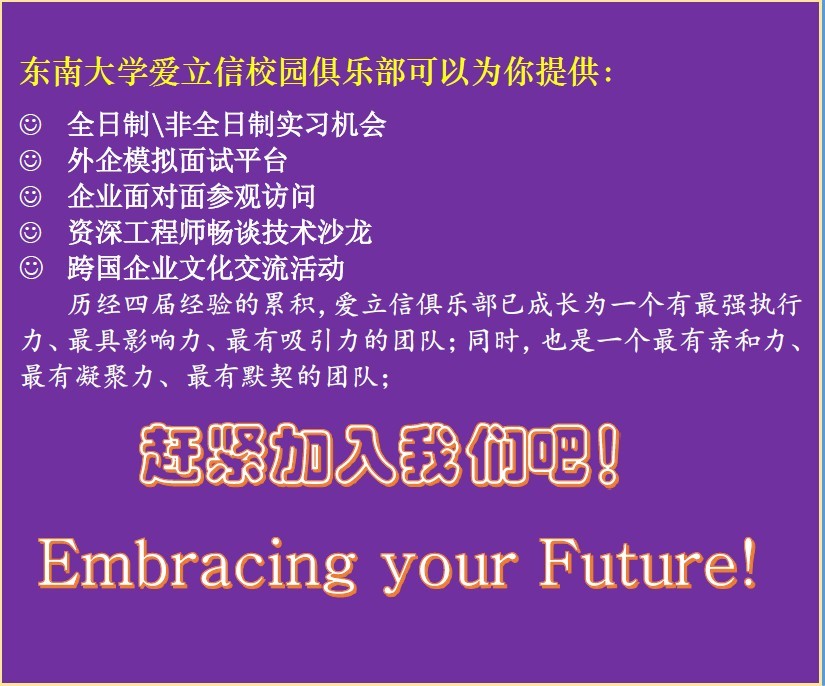 东南大学爱立信校园俱乐部可以为你提供：
☺ 全日制\非全日制实习机会
☺ 外企模拟面试平台
☺ 企业面对面参观访问
☺ 资深工程师畅谈技术沙龙
☺ 跨国企业文化交流活动
历经四届经验的累积，爱立信俱乐部已成长为一个有最强执行
力、最具影响力、最有吸引力的团队；同时，也是一个最有亲和力、
最有凝聚力、最有默契的团队；
赶紧加入我们吧！
Embracing your Future!